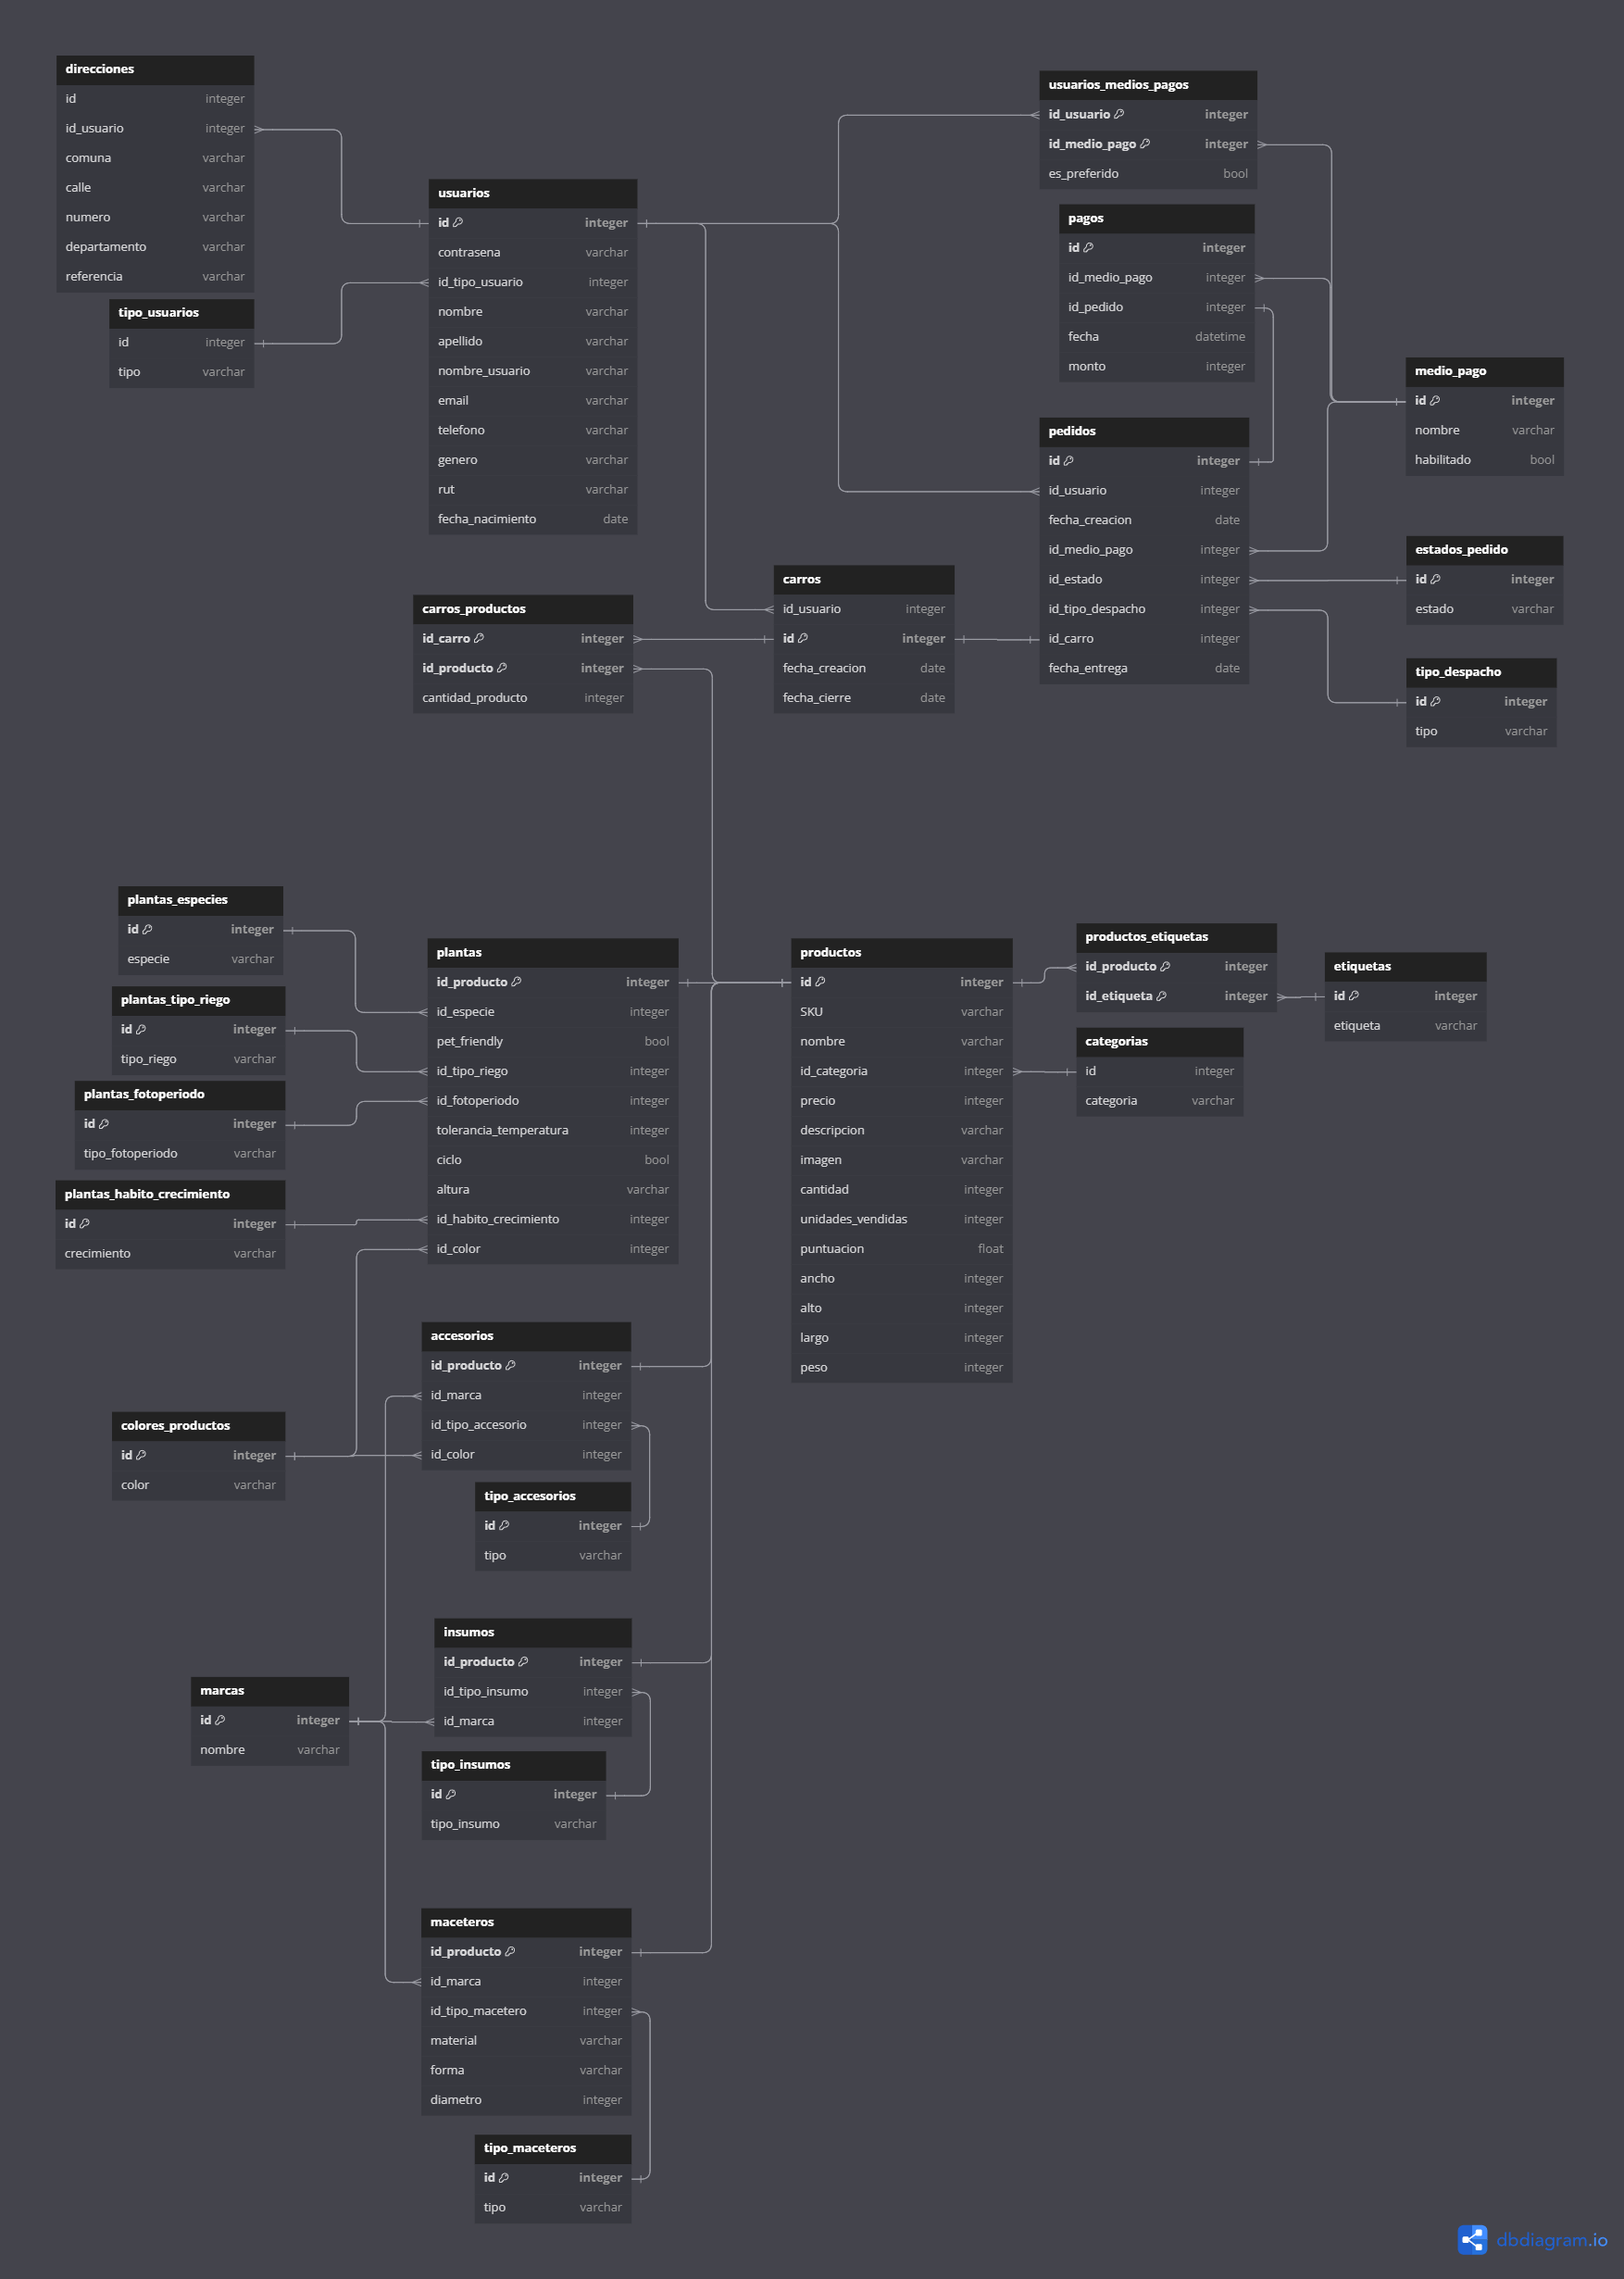 direcciones
id integer
id_usuario integer
comuna varchar
calle varchar
numero varchar
departamento varchar
referencia varchar
tipo_usuarios
id integer
tipo varchar
usuarios
id integer
contrasena varchar
id_tipo_usuario integer
nombre varchar
apellido varchar
nombre_usuario varchar
email varchar
telefono varchar
genero varchar
rut varchar
fecha_nacimiento date
usuarios_medios_pagos
id_usuario integer
id_medio_pago integer
es_preferido bool
pagos
id integer
id_medio_pago integer
id_pedido integer
fecha datetime
monto integer
medio_pago
id integer
nombre varchar
habilitado bool
pedidos
id integer
id_usuario integer
fecha_creacion date
id_medio_pago integer
id_estado integer
id_tipo_despacho integer
id_carro integer
fecha_entrega date
estados_pedido
id integer
estado varchar
tipo_despacho
id integer
tipo varchar
carros
id_usuario integer
id integer
fecha_creacion date
fecha_cierre date
carros_productos
id_carro integer
id_producto integer
cantidad_producto integer
plantas_especies
id integer
especie varchar
plantas_tipo_riego
id integer
tipo_riego varchar
plantas_fotoperiodo
id integer
tipo_fotoperiodo varchar
plantas_habito_crecimiento
id integer
crecimiento varchar
plantas
id_producto integer
id_especie integer
pet_friendly bool
id_tipo_riego integer
id_fotoperiodo integer
tolerancia_temperatura integer
ciclo bool
altura varchar
id_habito_crecimiento integer
id_color integer
productos
id integer
SKU varchar
nombre varchar
id_categoria integer
precio integer
descripcion varchar
imagen varchar
cantidad integer
unidades_vendidas integer
puntuacion float
ancho integer
alto integer
largo integer
peso integer
productos_etiquetas
id_producto integer
id_etiqueta integer
etiquetas
id integer
etiqueta varchar
categorias
id integer
categoria varchar
accesorios
id_producto integer
id_marca integer
id_tipo_accesorio integer
id_color integer
colores_productos
id integer
color varchar
tipo_accesorios
id integer
tipo varchar
insumos
id_producto integer
id_tipo_insumo integer
id_marca integer
marcas
id integer
nombre varchar
tipo_insumos
id integer
tipo_insumo varchar
maceteros
id_producto integer
id_marca integer
id_tipo_macetero integer
material varchar
forma varchar
diametro integer
tipo_maceteros
id integer
tipo varchar
dbdiagram.io